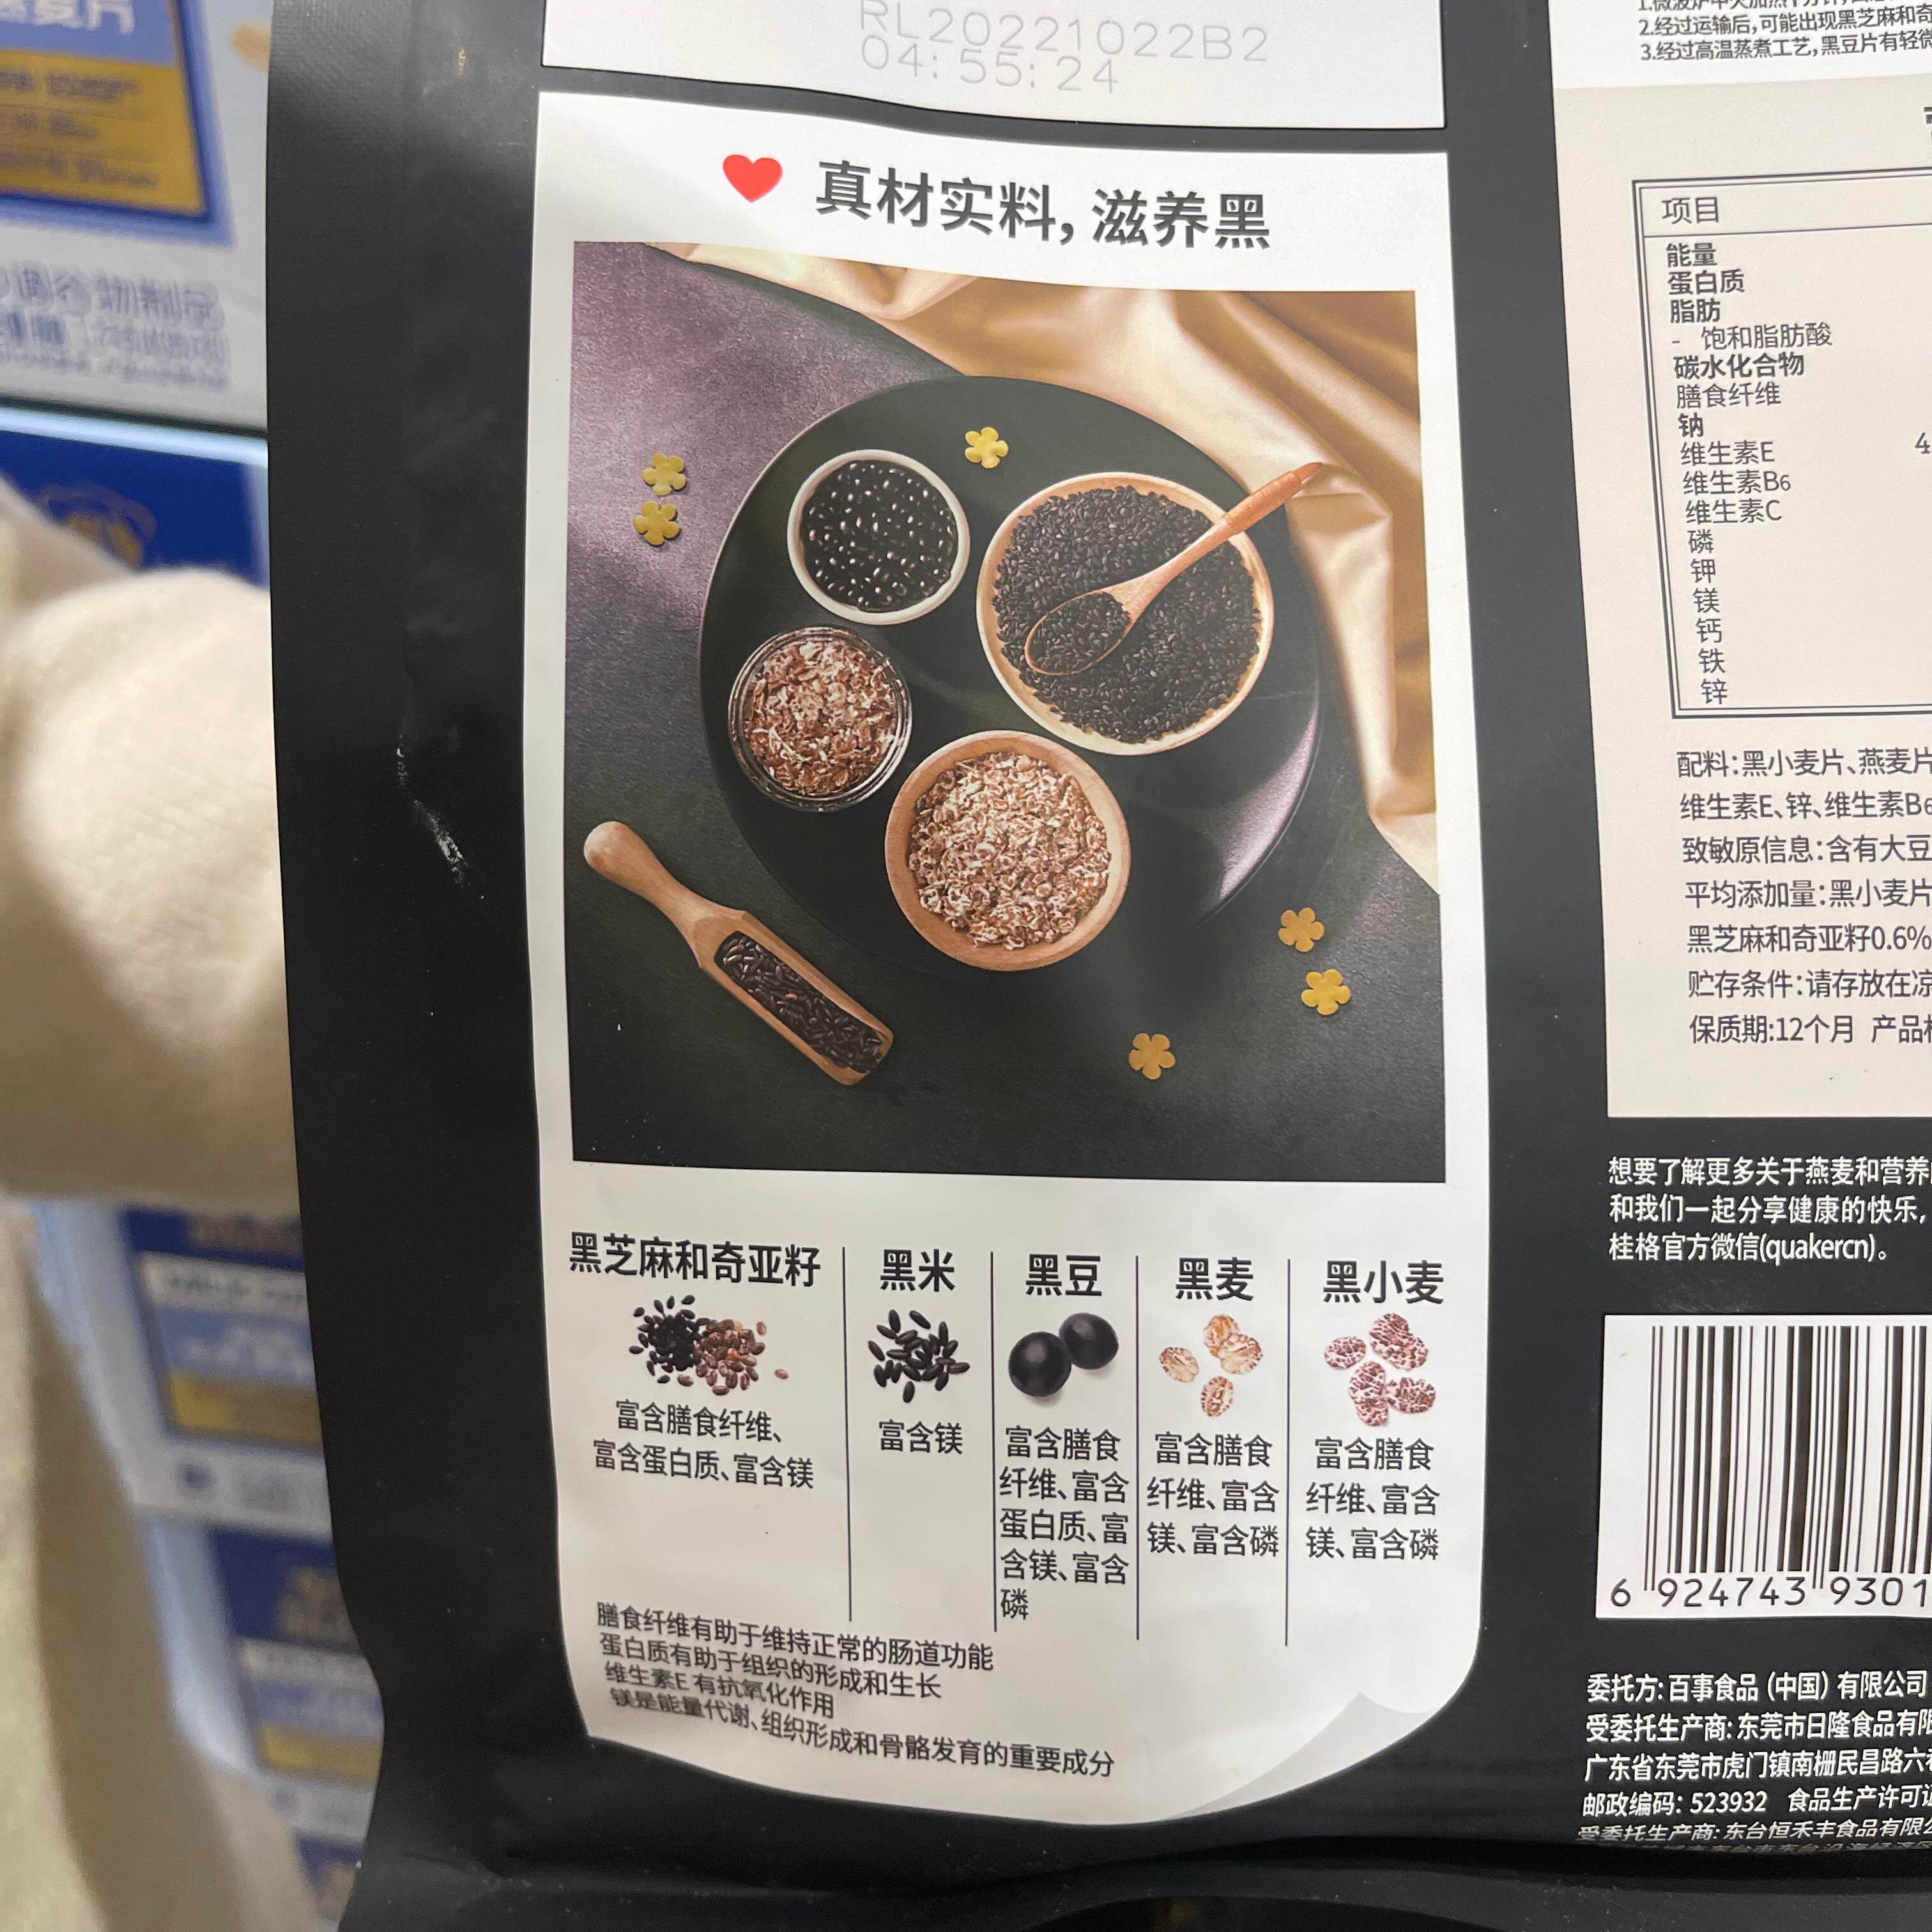 RL20221022B2
04:55:24
真材实料,滋养黑
黑芝麻和奇亚籽
富含膳食纤维、
富含蛋白质、富含镁
黑米
富含镁
黑豆
富含膳食
纤维、富含
蛋白质、富
含镁、富含
磷
黑麦
富含膳食
纤维、富含
镁、富含磷
黑小麦
富含膳食
纤维、富含
镁、富含磷
膳食纤维有助于维持正常的肠道功能
蛋白质有助于组织的形成和生长
维生素E 有抗氧化作用
镁是能量代谢、组织形成和骨骼发育的重要成分
2.经过运输后,可能出现黑芝麻和奇
3.经过高温蒸煮工艺,黑豆片有轻微
项目
能量
蛋白质
脂肪
- 饱和脂肪酸
碳水化合物
膳食纤维
钠
维生素E
4
维生素B6
维生素C
磷
钾
镁
钙
铁
锌
配料:黑小麦片、燕麦片
维生素E、锌、维生素B6
致敏原信息:含有大豆
平均添加量:黑小麦片
黑芝麻和奇亚籽0.6%
贮存条件:请存放在凉
保质期:12个月 产品
想要了解更多关于燕麦和营养
和我们一起分享健康的快乐,
桂格官方微信(quakercn)。
6 924743 9301
委托方:百事食品(中国)有限公司
受委托生产商:东莞市日隆食品有限
广东省东莞市虎门镇南栅民昌路六
邮政编码:523932 食品生产许可证
受委托生产商:东台恒禾丰食品有限公